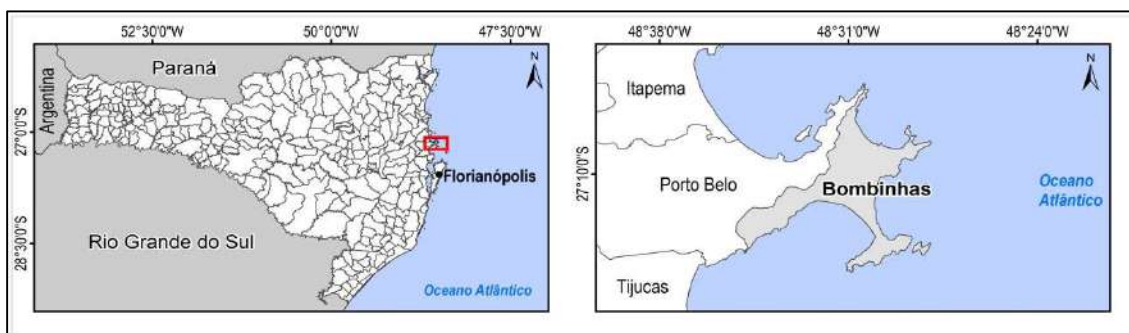 52°30'0"W 50°0'0"W 47°30'0"W
N
Paraná
Argentina
27°0'0"S
Florianópolis
Rio Grande do Sul
28°30'0"S
Oceano Atlântico
48°38'0"W 48°31'0"W 48°24'0"W
N
Itapema
27°10'0"S
Porto Belo
Bombinhas
Oceano
Atlântico
Tijucas